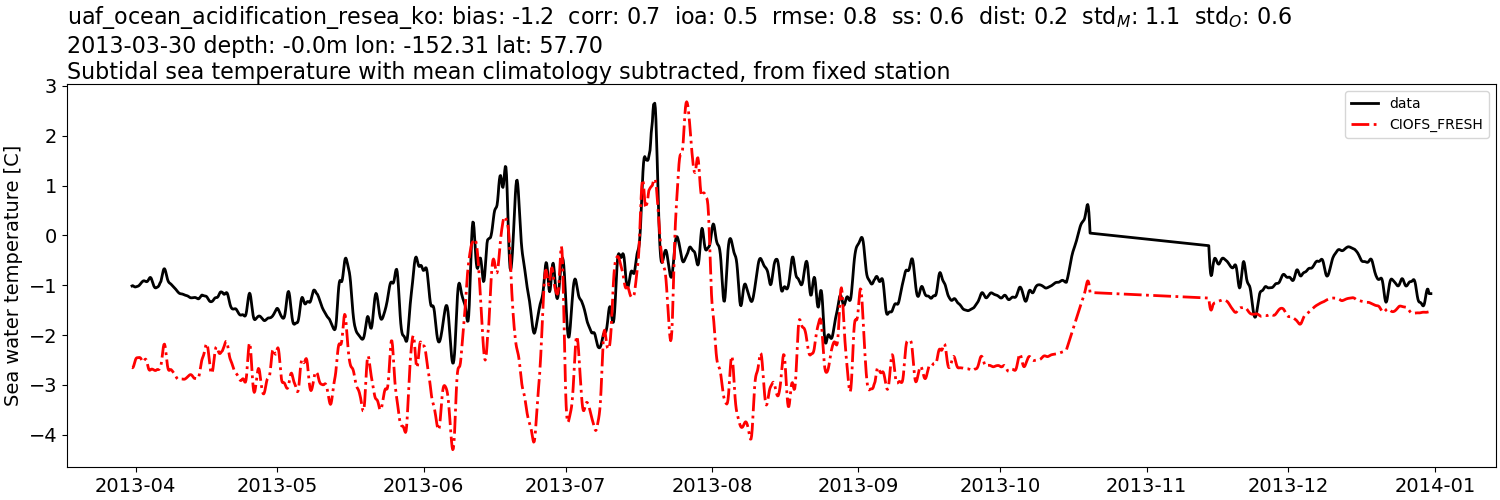 uaf_ocean_acidification_resea_ko: bias: -1.2 corr: 0.7 ioa: 0.5 rmse: 0.8 ss: 0.6 dist: 0.2 std_M: 1.1 std_O: 0.6
2013-03-30 depth: -0.0m lon: -152.31 lat: 57.70
Subtidal sea temperature with mean climatology subtracted, from fixed station
Sea water temperature [C]
3
2
1
0
−1
−2
−3
−4
data
CIOFS_FRESH
2013-04 2013-05 2013-06 2013-07 2013-08 2013-09 2013-10 2013-11 2013-12 2014-01